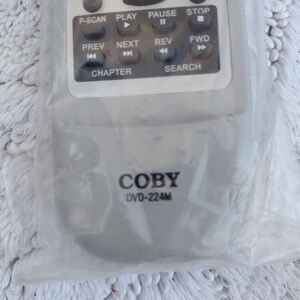 P-SCAN PLAY PAUSE STOP
PREV NEXT REV FWD
CHAPTER SEARCH
COBY
DVD-224M